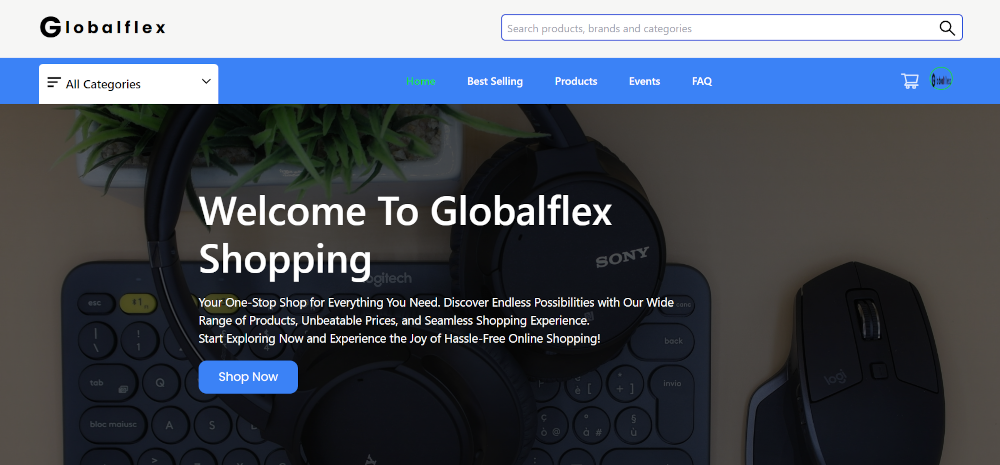 Globalflex
Search products, brands and categories
All Categories
Home
Best Selling
Products
Events
FAQ
Globalflex
Welcome To Globalflex
Shopping
SONY
logitech
Your One-Stop Shop for Everything You Need. Discover Endless Possibilities with Our Wide
Range of Products, Unbeatable Prices, and Seamless Shopping Experience.
Start Exploring Now and Experience the Joy of Hassle-Free Online Shopping!
Shop Now
esc
canc
back
tab
Q
invio
bloc maiusc
A
S
logi